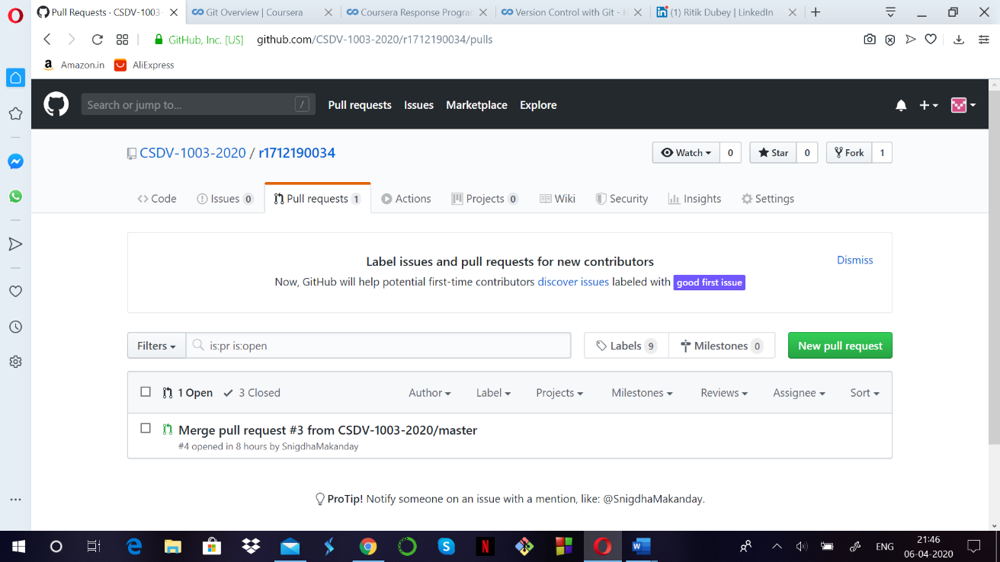 Pull Requests · CSDV-1003-
Git Overview | Coursera
Coursera Response Program
Version Control with Git -
(1) Ritik Dubey | LinkedIn
GitHub, Inc. [US]
github.com/CSDV-1003-2020/r1712190034/pulls
a Amazon.in
AliExpress
Search or jump to... /
Pull requests Issues Marketplace Explore
CSDV-1003-2020 / r1712190034
Watch 0 Star 0 Fork 1
Code Issues 0 Pull requests 1 Actions Projects 0 Wiki Security Insights Settings
Label issues and pull requests for new contributors
Dismiss
Now, GitHub will help potential first-time contributors discover issues labeled with good first issue
Filters is:pr is:open Labels 9 Milestones 0 New pull request
1 Open 3 Closed Author Label Projects Milestones Reviews Assignee Sort
Merge pull request #3 from CSDV-1003-2020/master
#4 opened in 8 hours by SnigdhaMakanday
ProTip! Notify someone on an issue with a mention, like: @SnigdhaMakanday.
ENG
21:46
06-04-2020